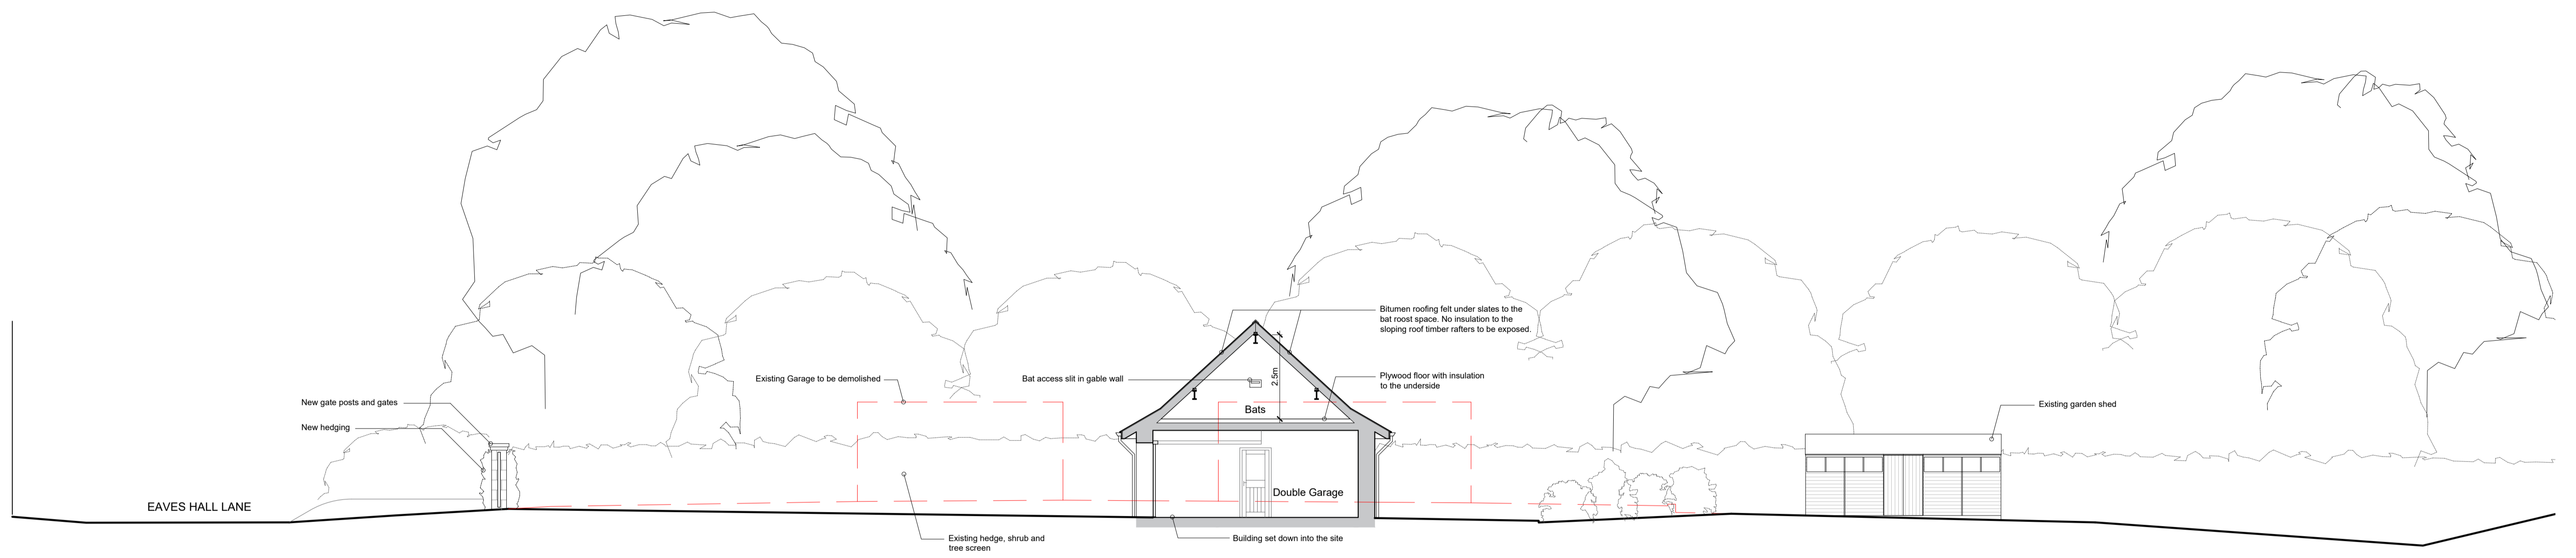 Bitumen roofing felt under slates to the
bat roost space. No insulation to the
sloping roof timber rafters to be exposed.
2.5m
Existing Garage to be demolished
Bat access slit in gable wall
Plywood floor with insulation
to the underside
New gate posts and gates
Bats
Existing garden shed
New hedging
Double Garage
EAVES HALL LANE
Existing hedge, shrub and
tree screen
Building set down into the site